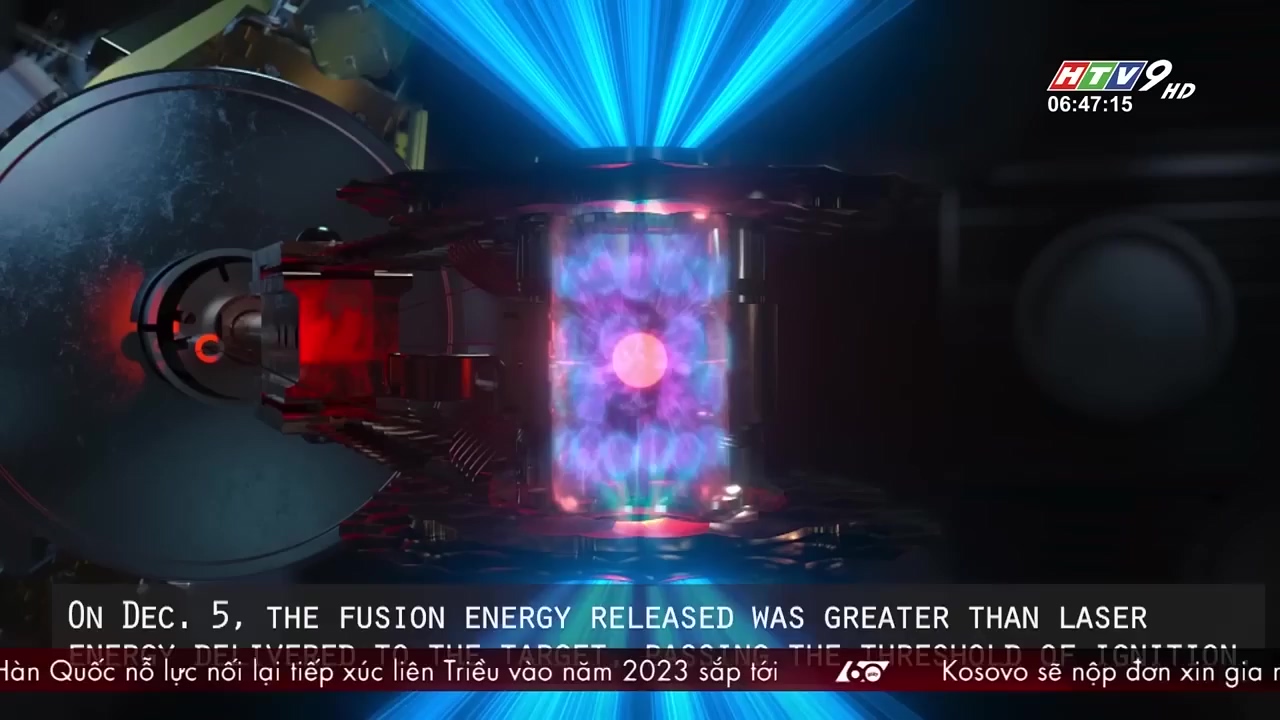 HTV9 HD
06:47:15
ON DEC. 5, THE FUSION ENERGY RELEASED WAS GREATER THAN LASER
ENERGY DELIVERED TO THE TARGET, PASSING THE THRESHOLD OF IGNITION
Hàn Quốc nỗ lực nối lại tiếp xúc liên Triều vào năm 2023 sắp tới 60 giây Kosovo sẽ nộp đơn xin gia